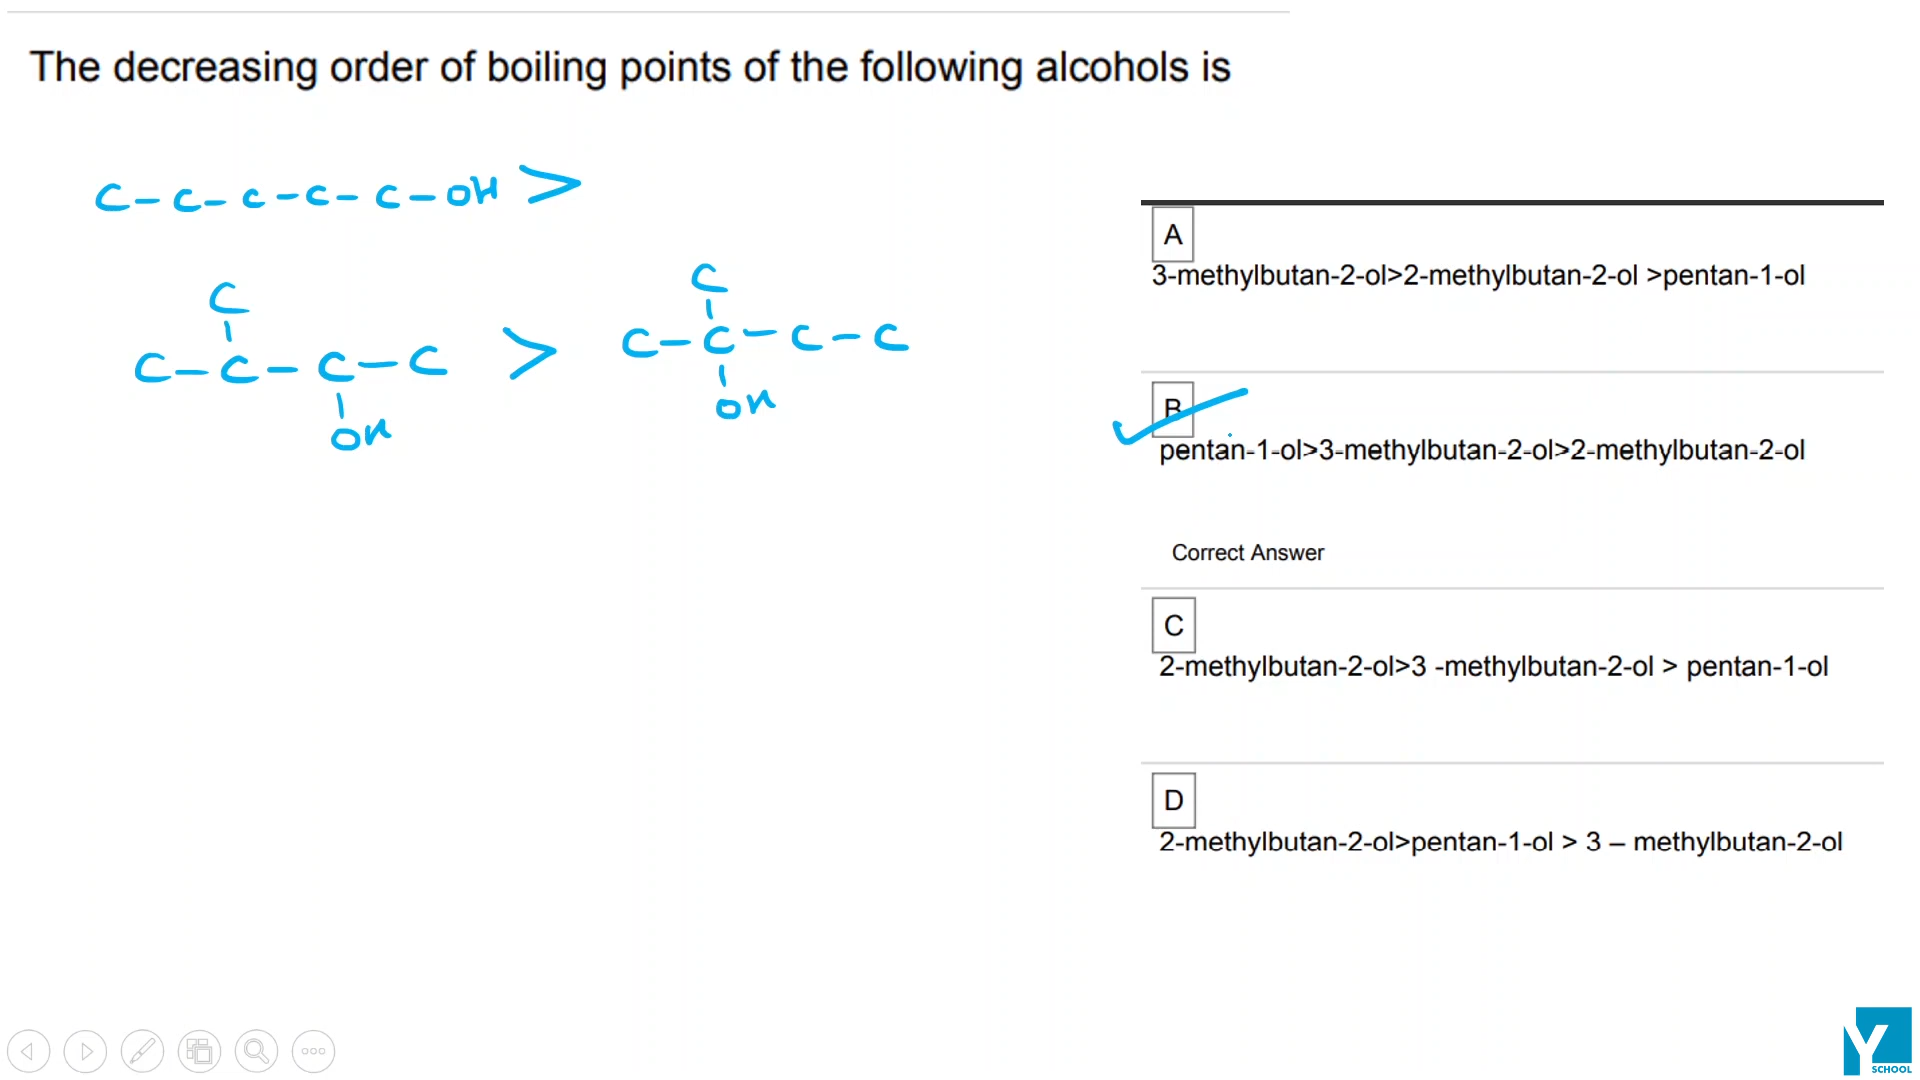 The decreasing order of boiling points of the following alcohols is
C-C-C-C-C-OH >
C
C-C-C-C
OH
>
C
C-C-C-C
OH
A
3-methylbutan-2-ol>2-methylbutan-2-ol >pentan-1-ol
B
pentan-1-ol>3-methylbutan-2-ol>2-methylbutan-2-ol
Correct Answer
C
2-methylbutan-2-ol>3 -methylbutan-2-ol > pentan-1-ol
D
2-methylbutan-2-ol>pentan-1-ol > 3 – methylbutan-2-ol
Y
SCHOOL